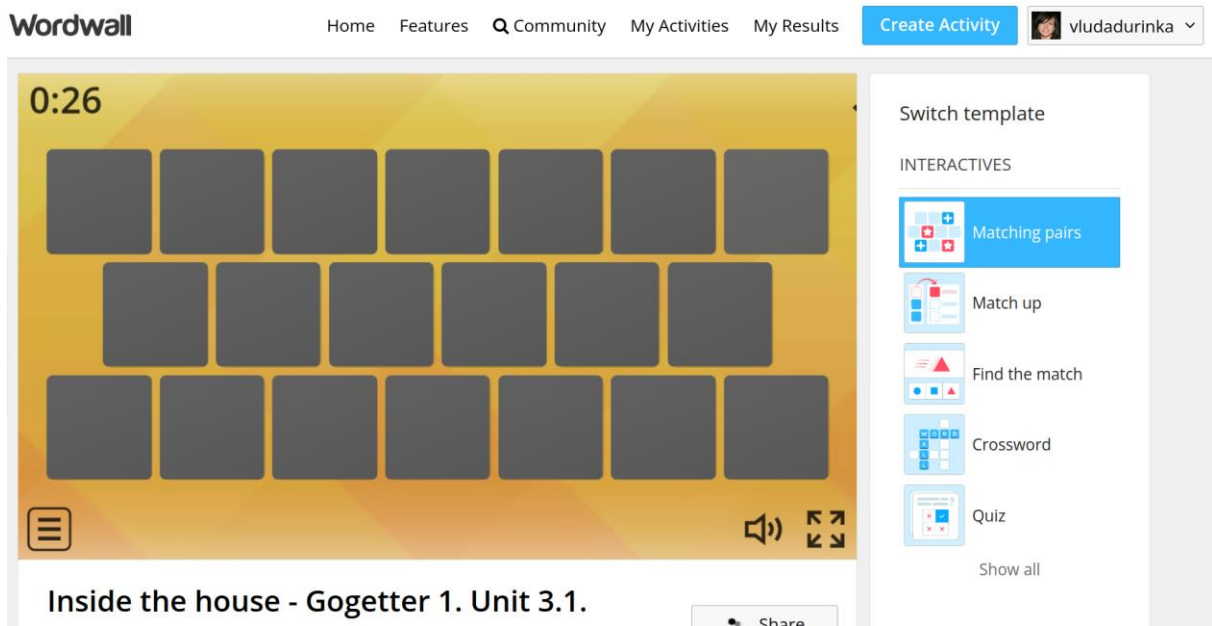 Wordwall
Home Features Community My Activities My Results Create Activity vludadurinka
0:26
Switch template
INTERACTIVES
Matching pairs
Match up
Find the match
Crossword
Quiz
Show all
Inside the house - Gogetter 1. Unit 3.1.
Share